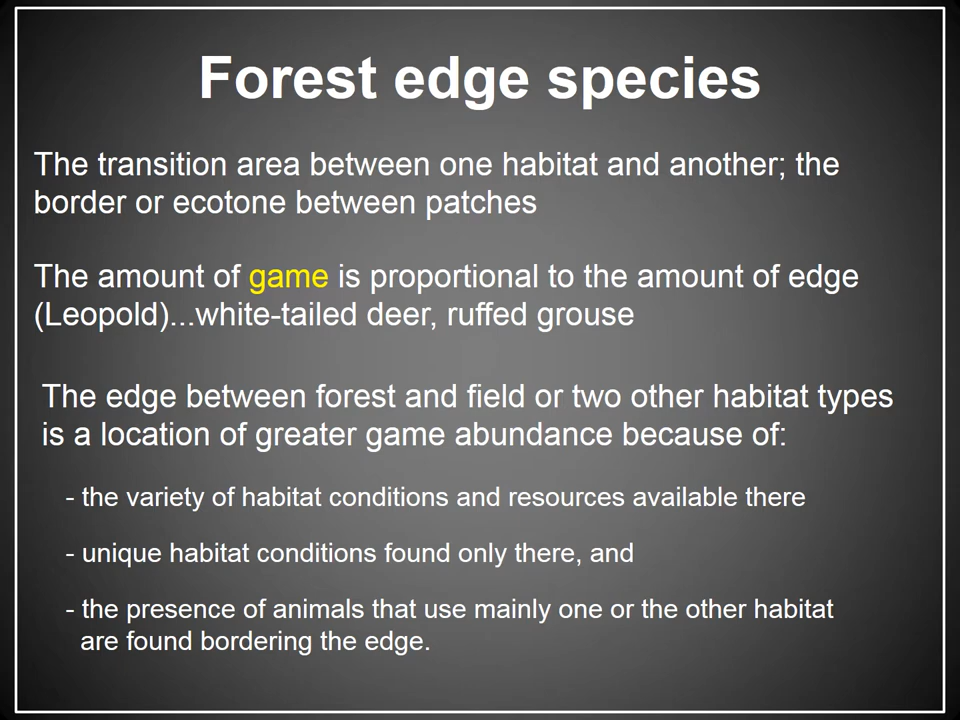 Forest edge species
The transition area between one habitat and another; the
border or ecotone between patches
The amount of game is proportional to the amount of edge
(Leopold)...white-tailed deer, ruffed grouse
The edge between forest and field or two other habitat types
is a location of greater game abundance because of:
- the variety of habitat conditions and resources available there
- unique habitat conditions found only there, and
- the presence of animals that use mainly one or the other habitat
are found bordering the edge.